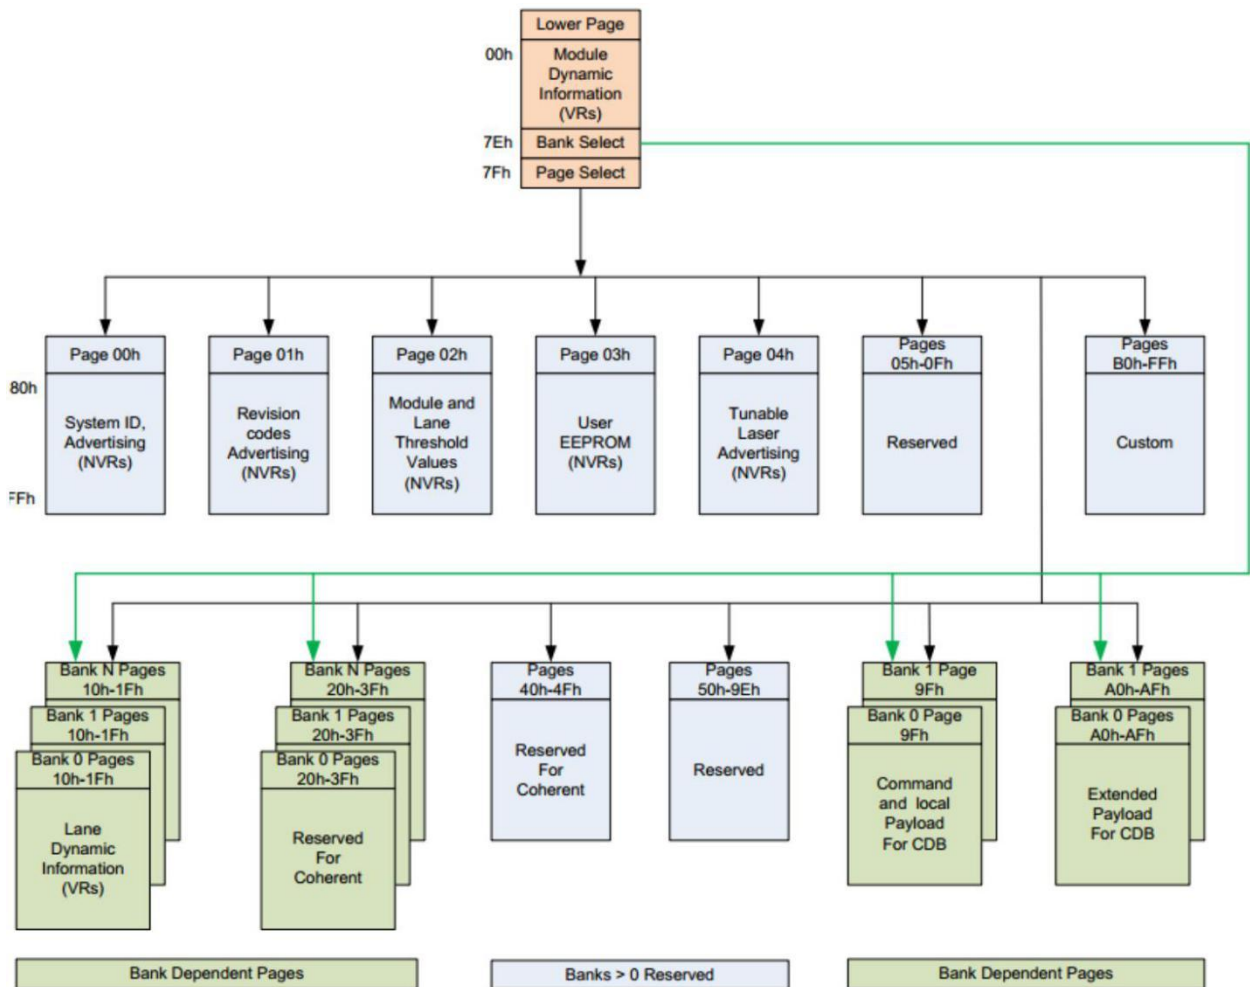 Lower Page
00h
Module
Dynamic
Information
(VRs)
7Eh
Bank Select
7Fh
Page Select
Page 00h
80h
System ID,
Advertising
(NVRs)
FFh
Page 01h
Revision
codes
Advertising
(NVRs)
Page 02h
Module and
Lane
Threshold
Values
(NVRs)
Page 03h
User
EEPROM
(NVRs)
Page 04h
Tunable
Laser
Advertising
(NVRs)
Pages
05h-0Fh
Reserved
Pages
B0h-FFh
Custom
Bank N Pages
10h-1Fh
Bank 1 Pages
10h-1Fh
Bank 0 Pages
10h-1Fh
Lane
Dynamic
Information
(VRs)
Bank N Pages
20h-3Fh
Bank 1 Pages
20h-3Fh
Bank 0 Pages
20h-3Fh
Reserved
For
Coherent
Pages
40h-4Fh
Reserved
For
Coherent
Pages
50h-9Eh
Reserved
Bank 1 Page
9Fh
Bank 0 Page
9Fh
Command
and local
Payload
For CDB
Bank 1 Pages
A0h-AFh
Bank 0 Pages
A0h-AFh
Extended
Payload
For CDB
Bank Dependent Pages
Banks > 0 Reserved
Bank Dependent Pages